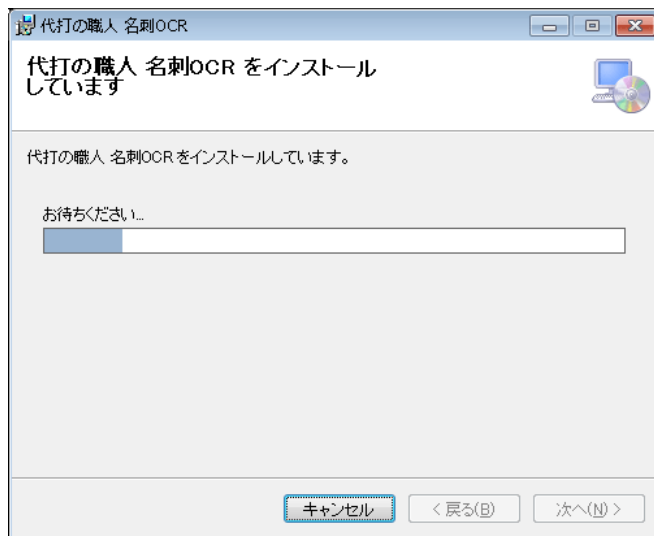 代打の職人 名刺OCR
代打の職人 名刺OCR をインストール
しています
代打の職人 名刺OCRをインストールしています。
お待ちください...
キャンセル
< 戻る(B)
次へ(N) >